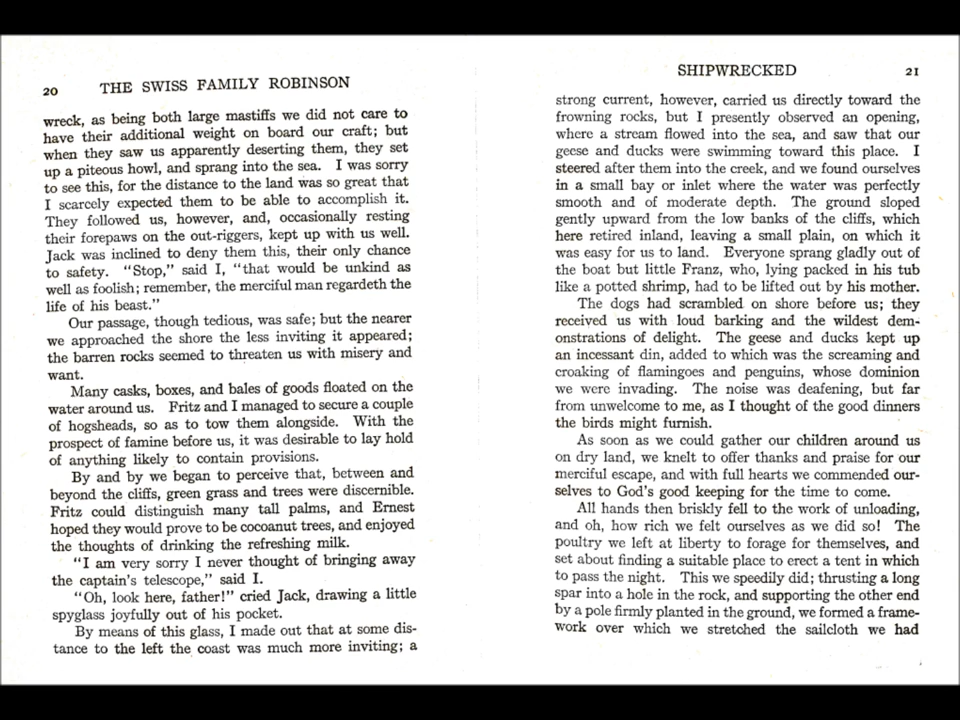 20 THE SWISS FAMILY ROBINSON
wreck, as being both large mastiffs we did not care to
have their additional weight on board our craft; but
when they saw us apparently deserting them, they set
up a piteous howl, and sprang into the sea. I was sorry
to see this, for the distance to the land was so great that
I scarcely expected them to be able to accomplish it.
They followed us, however, and, occasionally resting
their forepaws on the out-riggers, kept up with us well.
Jack was inclined to deny them this, their only chance
to safety. "Stop," said I, "that would be unkind as
well as foolish; remember, the merciful man regardeth the
life of his beast."
Our passage, though tedious, was safe; but the nearer
we approached the shore the less inviting it appeared;
the barren rocks seemed to threaten us with misery and
want.
Many casks, boxes, and bales of goods floated on the
water around us. Fritz and I managed to secure a couple
of hogsheads, so as to tow them alongside. With the
prospect of famine before us, it was desirable to lay hold
of anything likely to contain provisions.
By and by we began to perceive that, between and
beyond the cliffs, green grass and trees were discernible.
Fritz could distinguish many tall palms, and Ernest
hoped they would prove to be cocoanut trees, and enjoyed
the thoughts of drinking the refreshing milk.
"I am very sorry I never thought of bringing away
the captain's telescope," said I.
"Oh, look here, father!" cried Jack, drawing a little
spyglass joyfully out of his pocket.
By means of this glass, I made out that at some dis-
tance to the left the coast was much more inviting; a
SHIPWRECKED 21
strong current, however, carried us directly toward the
frowning rocks, but I presently observed an opening,
where a stream flowed into the sea, and saw that our
geese and ducks were swimming toward this place. I
steered after them into the creek, and we found ourselves
in a small bay or inlet where the water was perfectly
smooth and of moderate depth. The ground sloped
gently upward from the low banks of the cliffs, which
here retired inland, leaving a small plain, on which it
was easy for us to land. Everyone sprang gladly out of
the boat but little Franz, who, lying packed in his tub
like a potted shrimp, had to be lifted out by his mother.
The dogs had scrambled on shore before us; they
received us with loud barking and the wildest dem-
onstrations of delight. The geese and ducks kept up
an incessant din, added to which was the screaming and
croaking of flamingoes and penguins, whose dominion
we were invading. The noise was deafening, but far
from unwelcome to me, as I thought of the good dinners
the birds might furnish.
As soon as we could gather our children around us
on dry land, we knelt to offer thanks and praise for our
merciful escape, and with full hearts we commended our-
selves to God's good keeping for the time to come.
All hands then briskly fell to the work of unloading,
and oh, how rich we felt ourselves as we did so! The
poultry we left at liberty to forage for themselves, and
set about finding a suitable place to erect a tent in which
to pass the night. This we speedily did; thrusting a long
spar into a hole in the rock, and supporting the other end
by a pole firmly planted in the ground, we formed a frame-
work over which we stretched the sailcloth we had